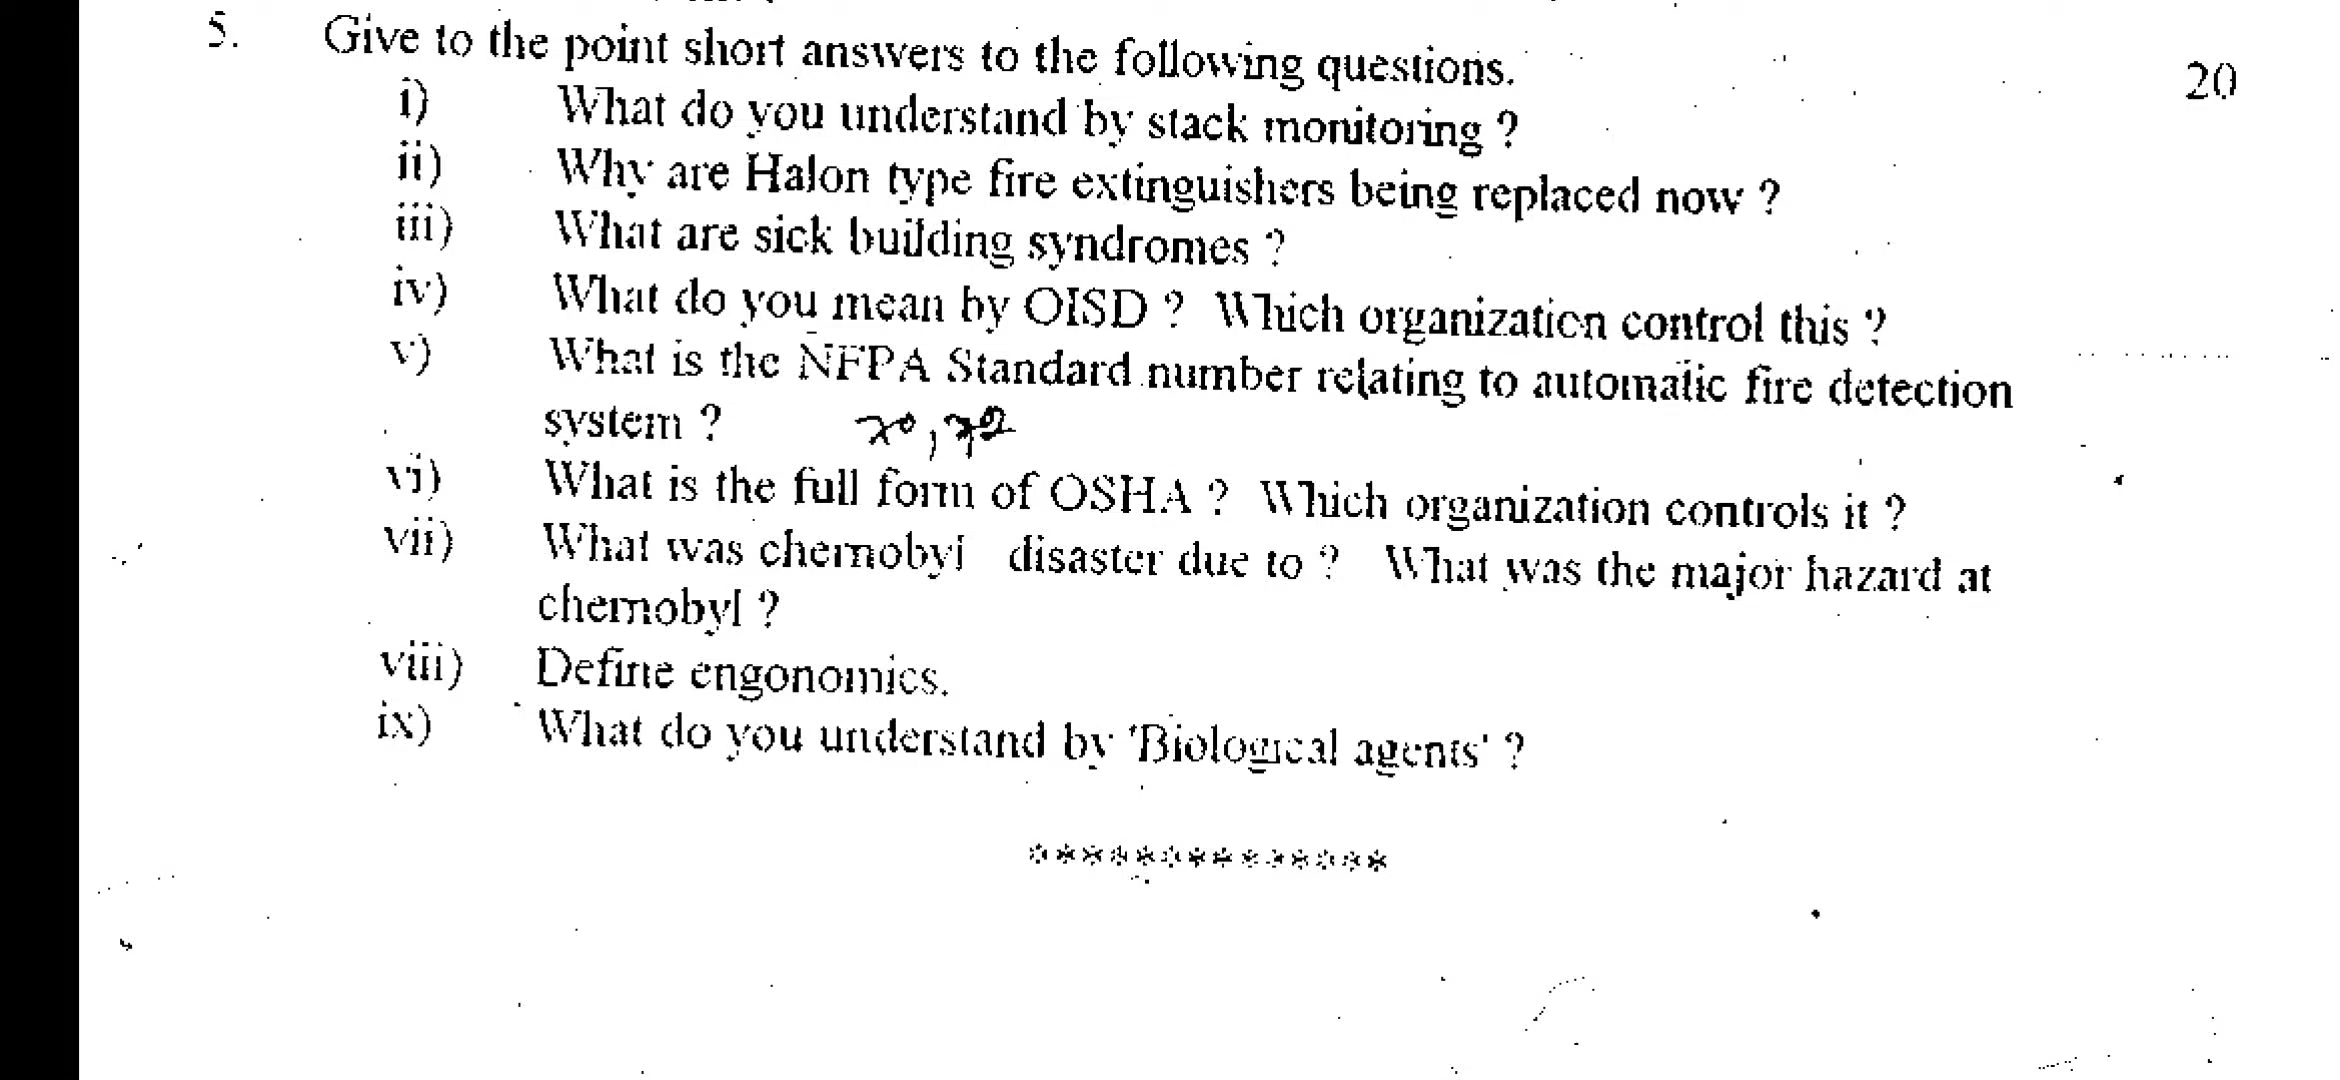 5. Give to the point short answers to the following questions. 20
i) What do you understand by stack monitoring ?
ii) Why are Halon type fire extinguishers being replaced now ?
iii) What are sick building syndromes ?
iv) What do you mean by OISD ? Which organization control this ?
v) What is the NFPA Standard number relating to automatic fire detection
system ? 70, 72
vi) What is the full form of OSHA ? Which organization controls it ?
vii) What was chernobyl disaster due to ? What was the major hazard at
chernobyl ?
viii) Define engonomics.
ix) What do you understand by 'Biological agents' ?
**************